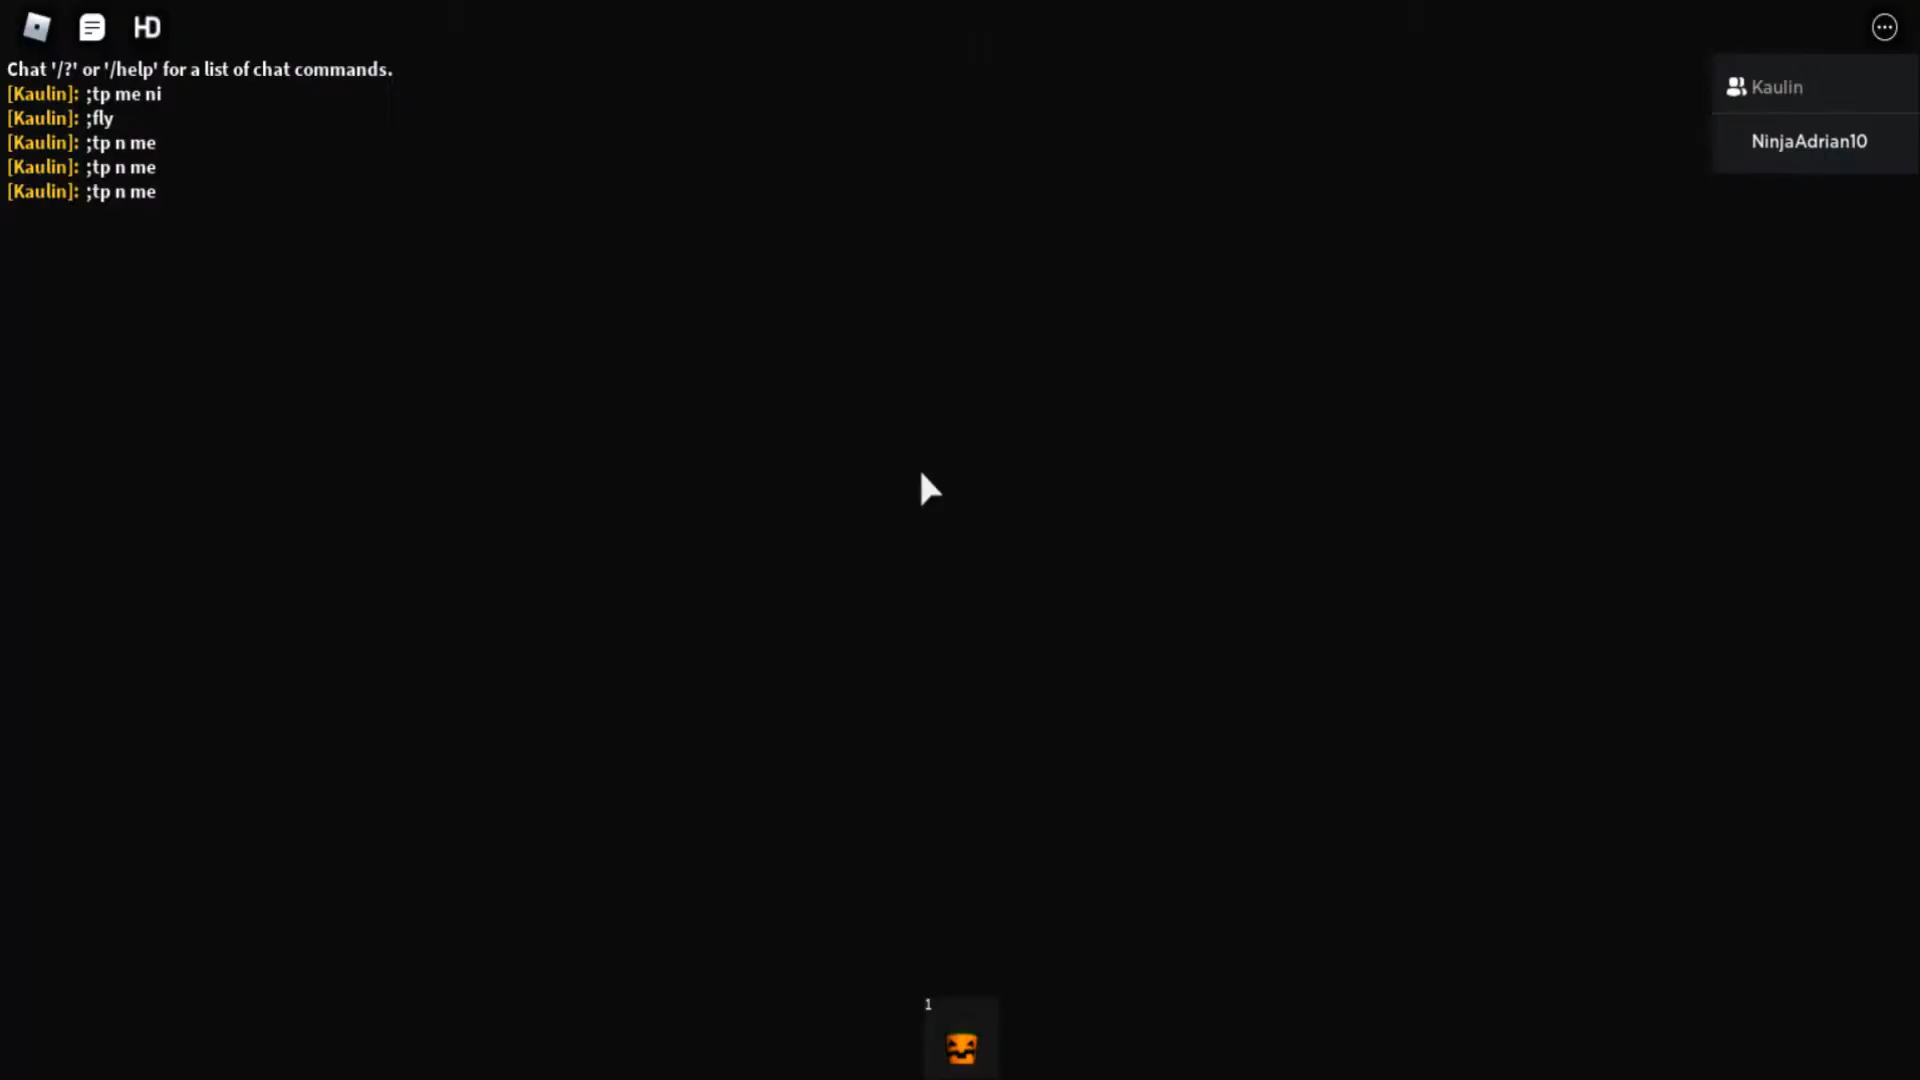 HD
Chat '/?' or '/help' for a list of chat commands.
[Kaulin]: ;tp me ni
[Kaulin]: ;fly
[Kaulin]: ;tp n me
[Kaulin]: ;tp n me
[Kaulin]: ;tp n me
Kaulin
NinjaAdrian10
1